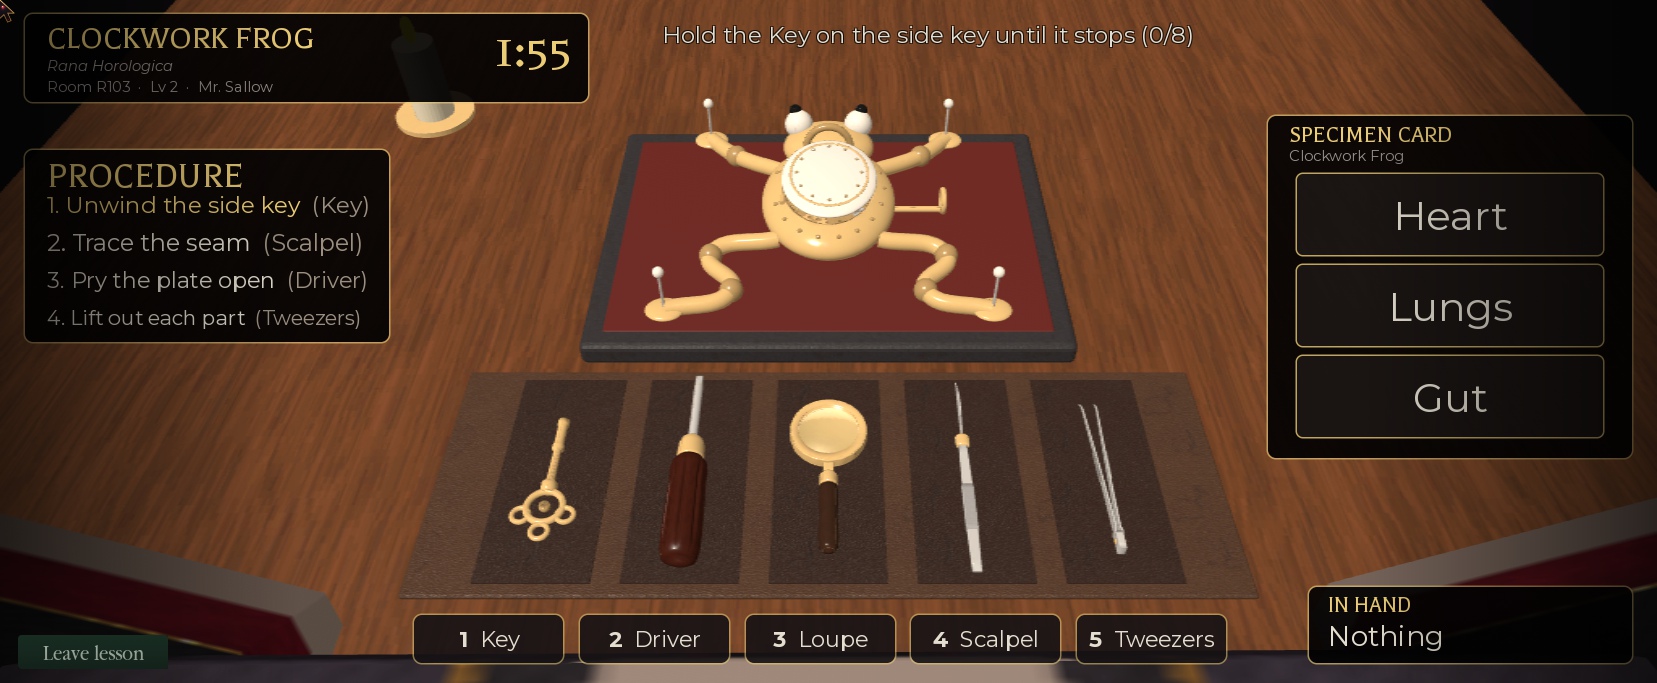 CLOCKWORK FROG
Rana Horologica
Room R103 · Lv 2 · Mr. Sallow
1:55
Hold the Key on the side key until it stops (0/8)
PROCEDURE
1. Unwind the side key (Key)
2. Trace the seam (Scalpel)
3. Pry the plate open (Driver)
4. Lift out each part (Tweezers)
SPECIMEN CARD
Clockwork Frog
Heart
Lungs
Gut
Leave lesson
1 Key
2 Driver
3 Loupe
4 Scalpel
5 Tweezers
IN HAND
Nothing